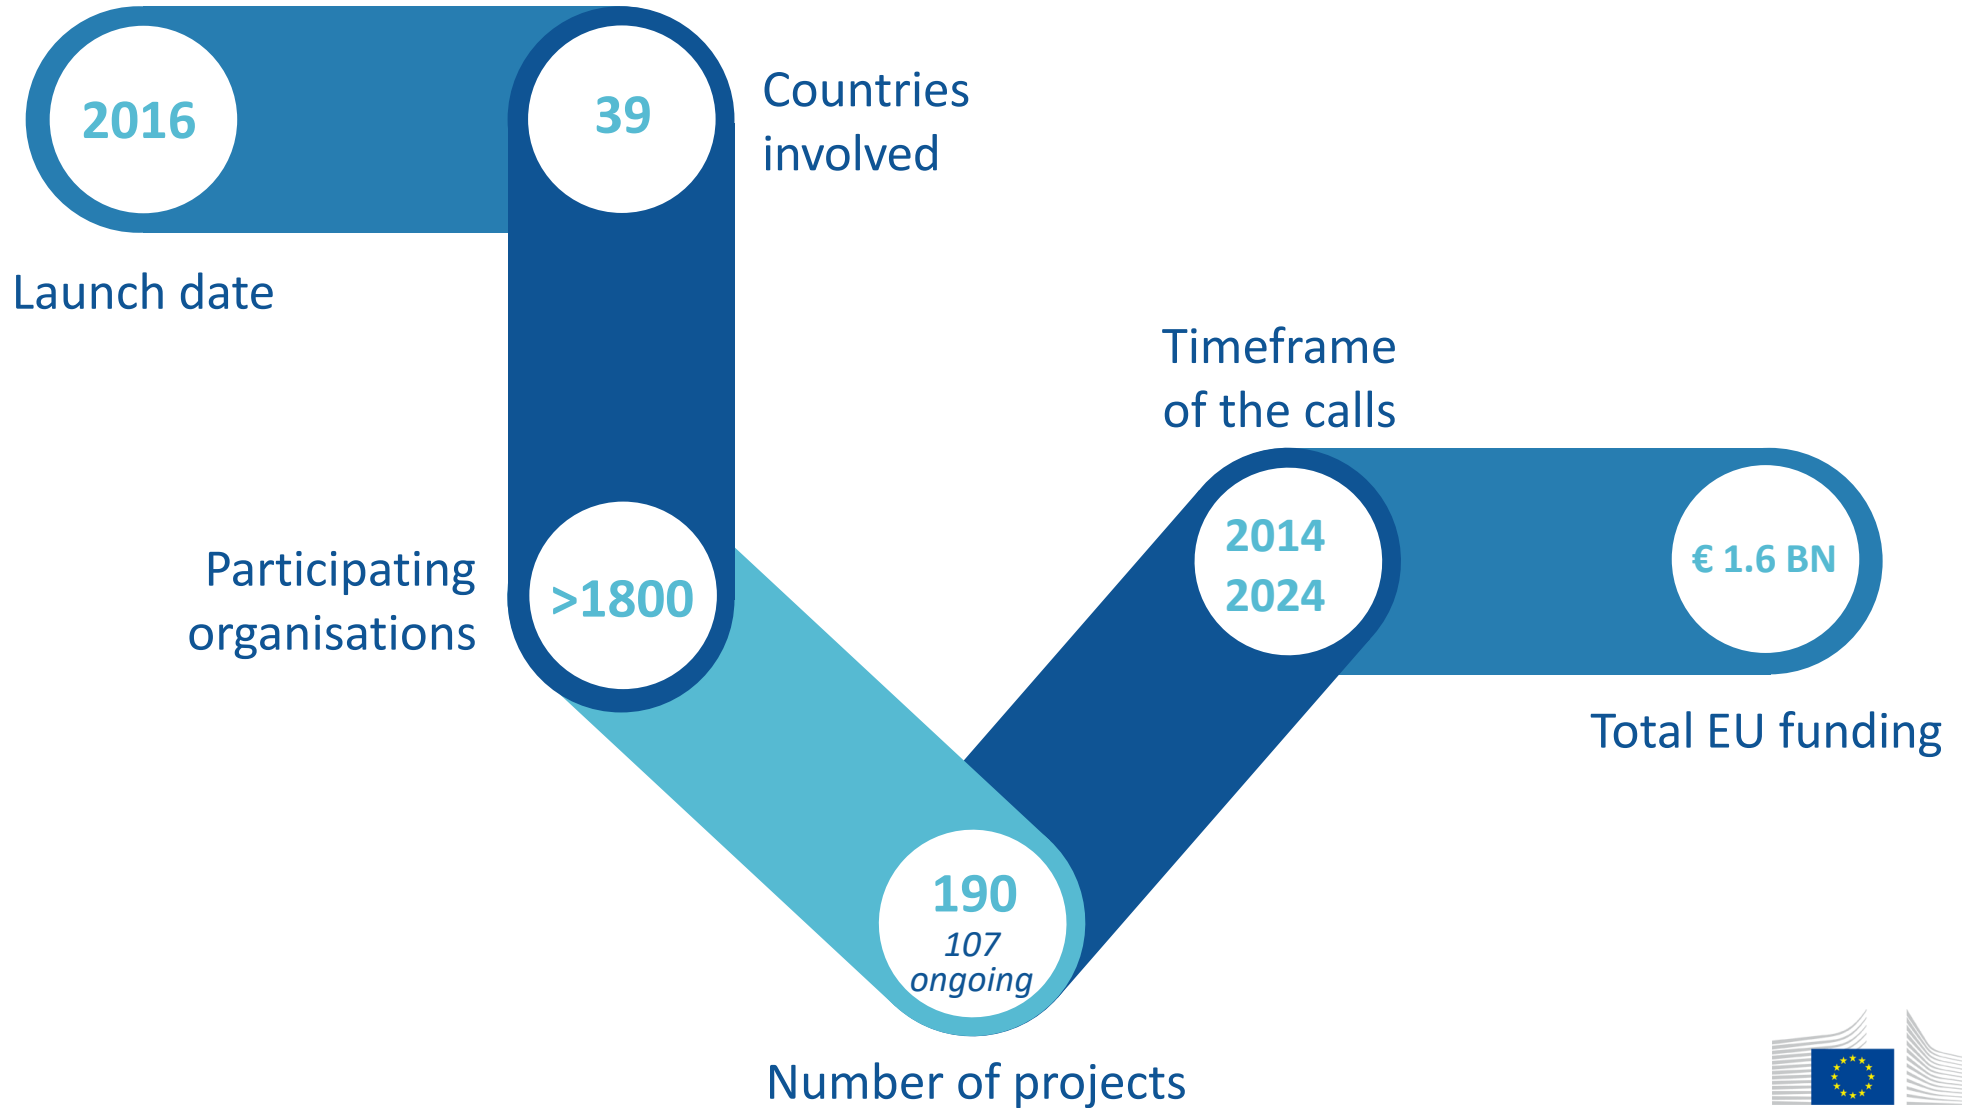 2016
Launch date
39
Countries
involved
Participating
organisations
>1800
190
107
ongoing
Number of projects
Timeframe
of the calls
2014
2024
€ 1.6 BN
Total EU funding